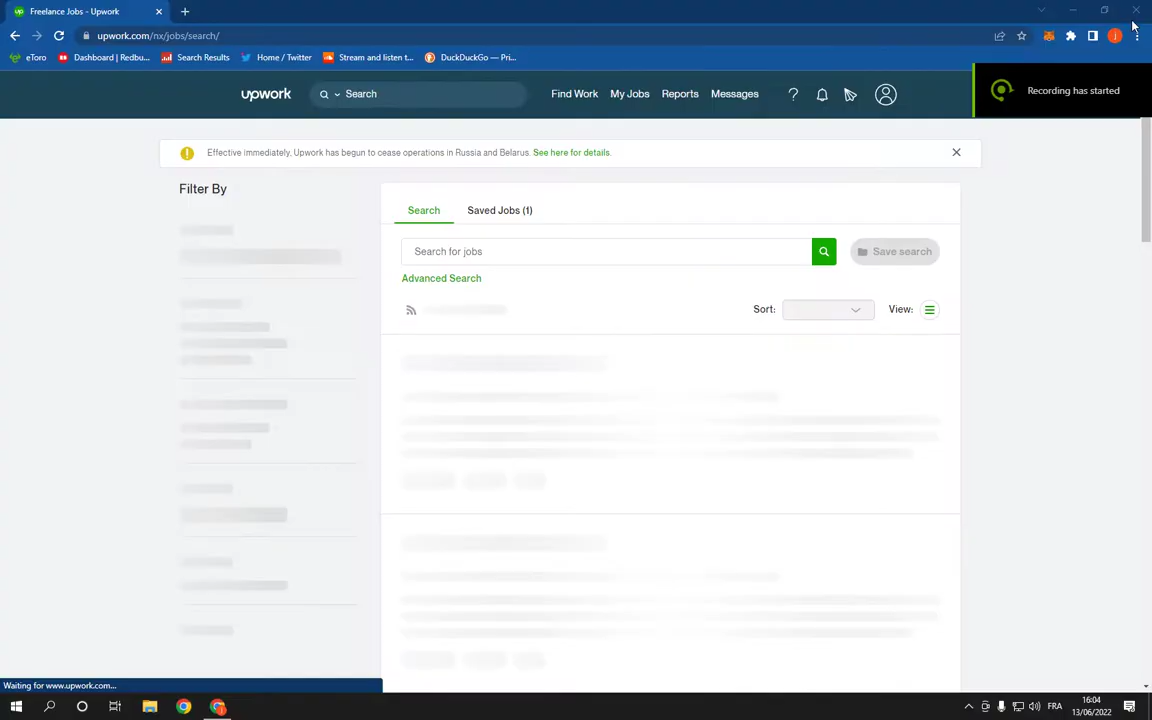 Freelance Jobs - Upwork
upwork.com/nx/jobs/search/
eToro
Dashboard | Redbu...
Search Results
Home / Twitter
Stream and listen t...
DuckDuckGo — Pri...
upwork
Search
Find Work
My Jobs
Reports
Messages
Recording has started
Effective immediately, Upwork has begun to cease operations in Russia and Belarus. See here for details.
Filter By
Search
Saved Jobs (1)
Search for jobs
Save search
Advanced Search
Sort:
View:
Waiting for www.upwork.com...
FRA
16:04
13/06/2022